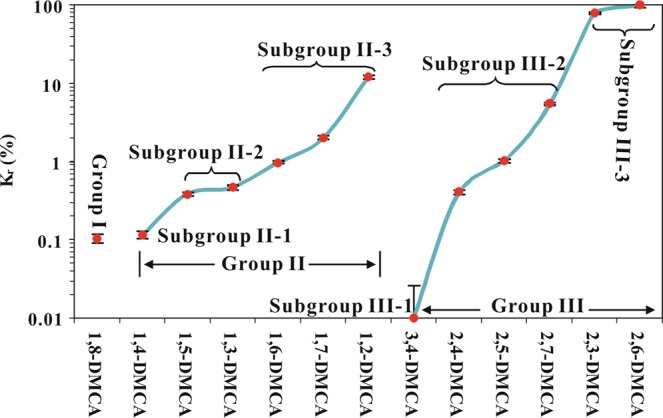 100
10
1
0.1
0.01
Kr (%)
Group I
Subgroup II-1
Subgroup II-2
Subgroup II-3
Group II
Subgroup III-1
Subgroup III-2
Subgroup III-3
Group III
1,8-DMCA
1,4-DMCA
1,5-DMCA
1,3-DMCA
1,6-DMCA
1,7-DMCA
1,2-DMCA
3,4-DMCA
2,4-DMCA
2,5-DMCA
2,7-DMCA
2,3-DMCA
2,6-DMCA